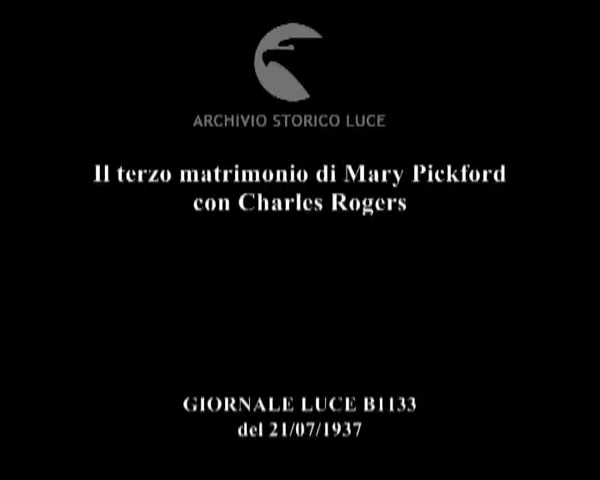 ARCHIVIO STORICO LUCE
Il terzo matrimonio di Mary Pickford
con Charles Rogers
GIORNALE LUCE B1133
del 21/07/1937